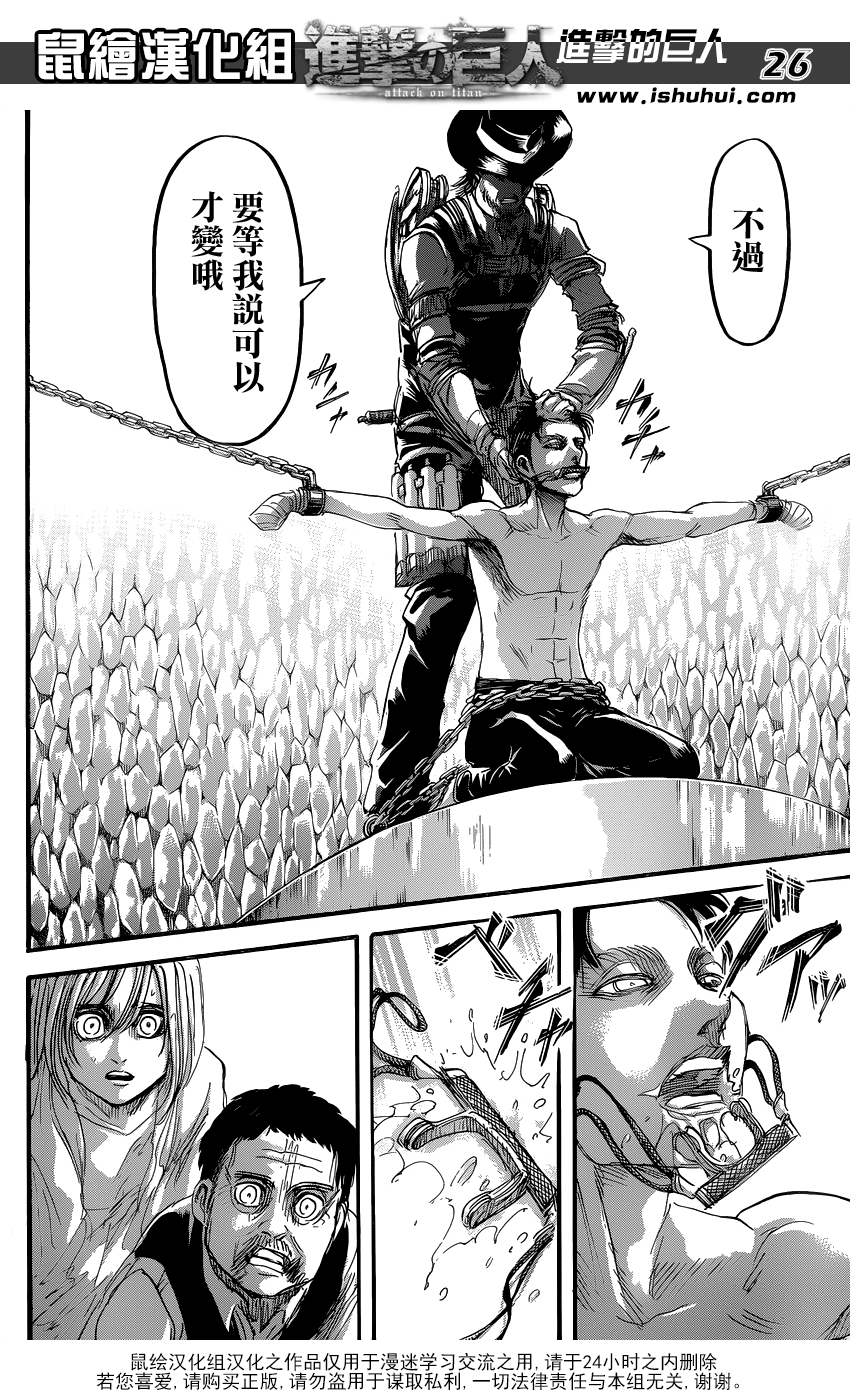 鼠繪漢化組
進撃の巨人
attack on titan
進擊的巨人
26
www.ishuhui.com
不過
要等我説可以
才變哦
鼠绘汉化组汉化之作品仅用于漫迷学习交流之用, 请于24小时之内删除
若您喜爱, 请购买正版, 请勿盗用于谋取私利, 一切法律责任与本组无关, 谢谢。